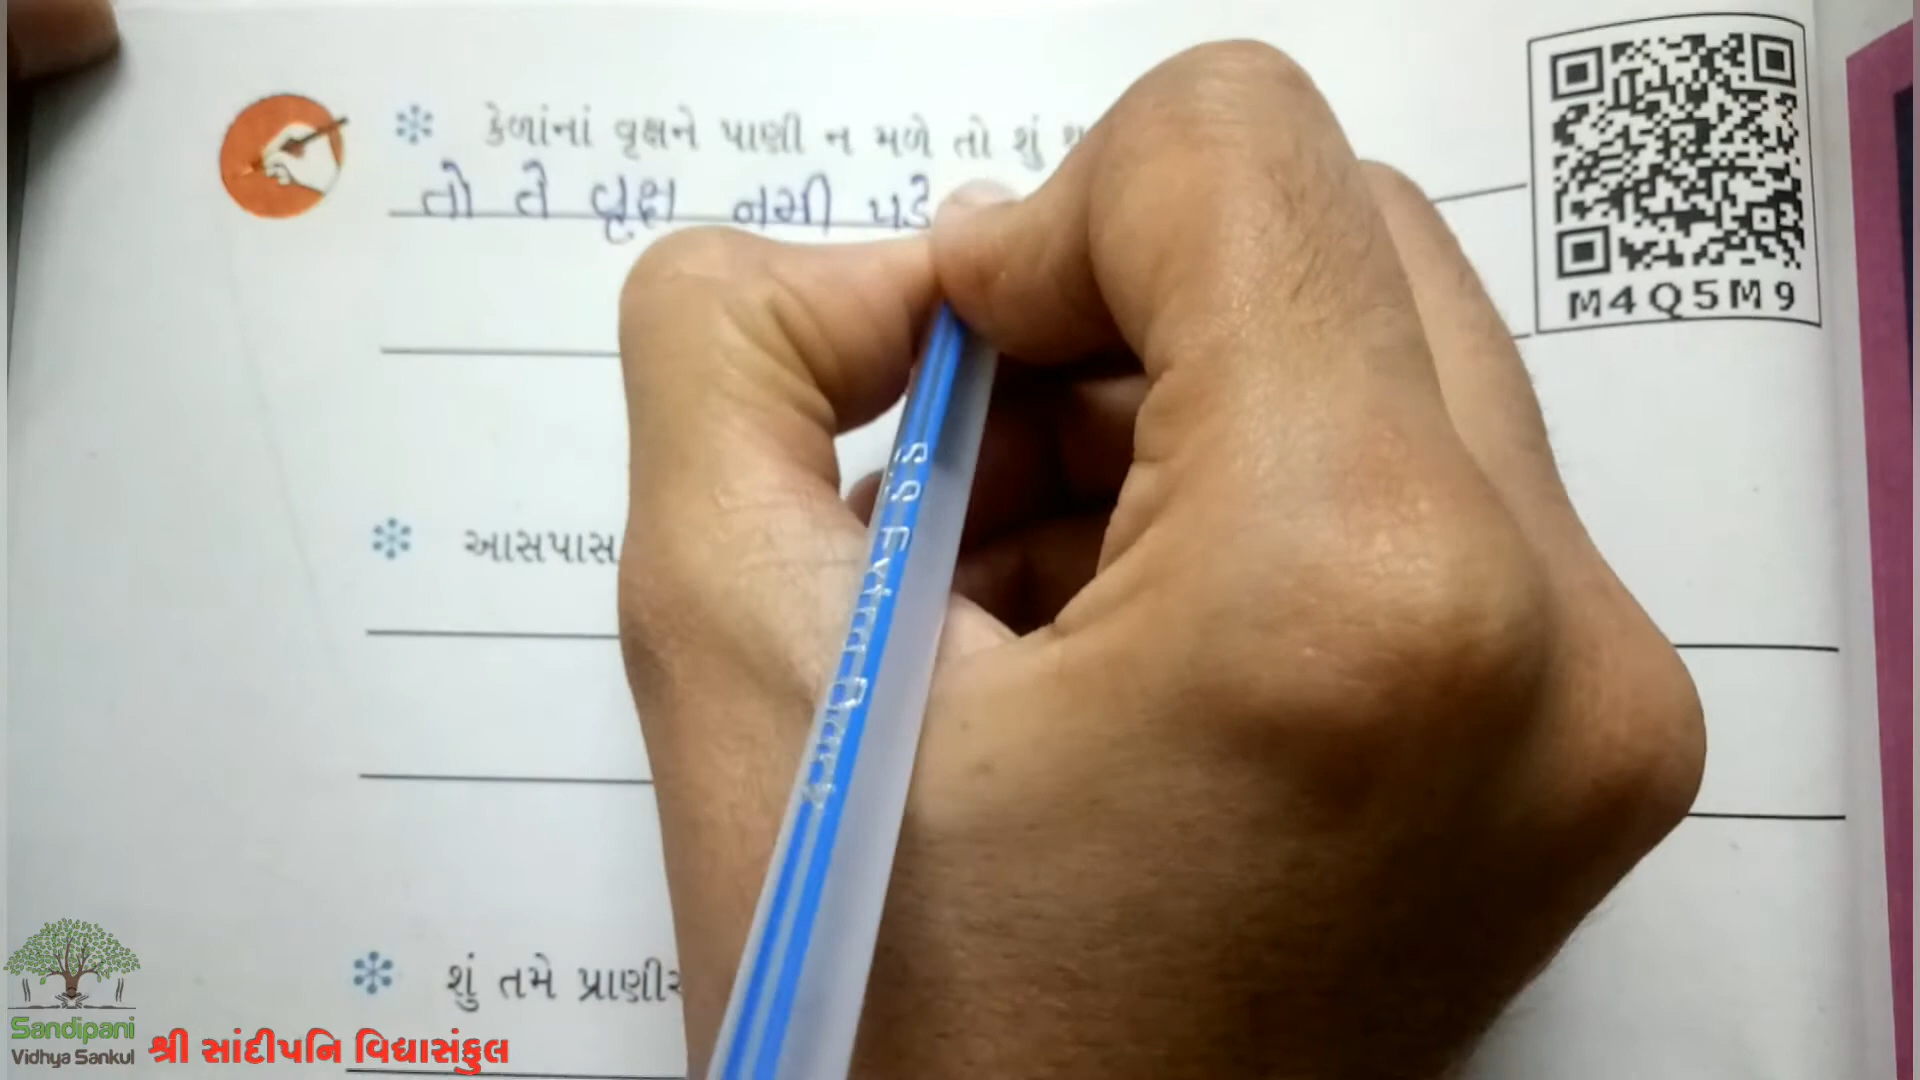 કેળાંનાં વૃક્ષને પાણી ન મળે તો શું
તો તે વૃક્ષ નમી પડે
M4Q5M9
આસપાસ
શું તમે
Sandipani
Vidhya Sankul
શ્રી સાંદીપનિ વિદ્યાસંકુલ